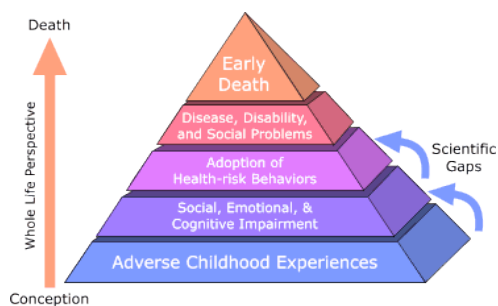 Death
Early
Death
Disease, Disability,
and Social Problems
Scientific
Gaps
Adoption of
Health-risk Behaviors
Whole Life Perspective
Social, Emotional, &
Cognitive Impairment
Adverse Childhood Experiences
Conception